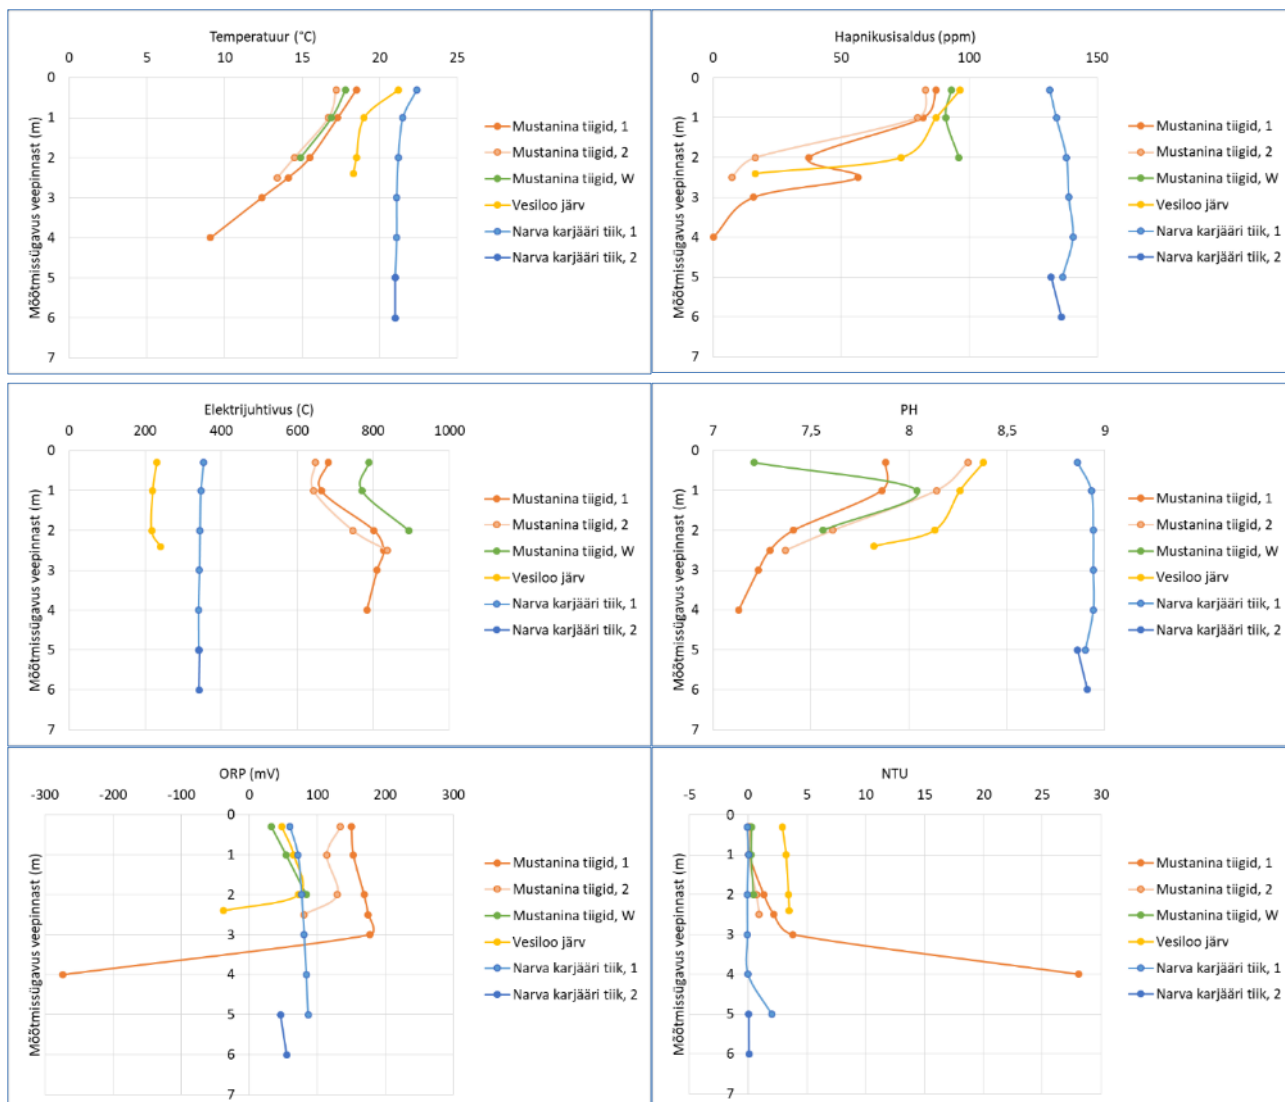 Temperatuur (°C)
0 5 10 15 20 25
0
1
2
3
4
5
6
7
Mõõtmissügavus veepinnast (m)
Mustanina tiigid, 1
Mustanina tiigid, 2
Mustanina tiigid, W
Vesiloo järv
Narva karjääri tiik, 1
Narva karjääri tiik, 2
Hapnikusisaldus (ppm)
0 50 100 150
0
1
2
3
4
5
6
7
Mõõtmissügavus veepinnast (m)
Mustanina tiigid, 1
Mustanina tiigid, 2
Mustanina tiigid, W
Vesiloo järv
Narva karjääri tiik, 1
Narva karjääri tiik, 2
Elektrijuhtivus (C)
0 200 400 600 800 1000
0
1
2
3
4
5
6
7
Mõõtmissügavus veepinnast (m)
Mustanina tiigid, 1
Mustanina tiigid, 2
Mustanina tiigid, W
Vesiloo järv
Narva karjääri tiik, 1
Narva karjääri tiik, 2
PH
7 7,5 8 8,5 9
0
1
2
3
4
5
6
7
Mõõtmissügavus veepinnast (m)
Mustanina tiigid, 1
Mustanina tiigid, 2
Mustanina tiigid, W
Vesiloo järv
Narva karjääri tiik, 1
Narva karjääri tiik, 2
ORP (mV)
-300 -200 -100 0 100 200 300
0
1
2
3
4
5
6
7
Mõõtmissügavus veepinnast (m)
Mustanina tiigid, 1
Mustanina tiigid, 2
Mustanina tiigid, W
Vesiloo järv
Narva karjääri tiik, 1
Narva karjääri tiik, 2
NTU
-5 0 5 10 15 20 25 30
0
1
2
3
4
5
6
7
Mõõtmissügavus veepinnast (m)
Mustanina tiigid, 1
Mustanina tiigid, 2
Mustanina tiigid, W
Vesiloo järv
Narva karjääri tiik, 1
Narva karjääri tiik, 2